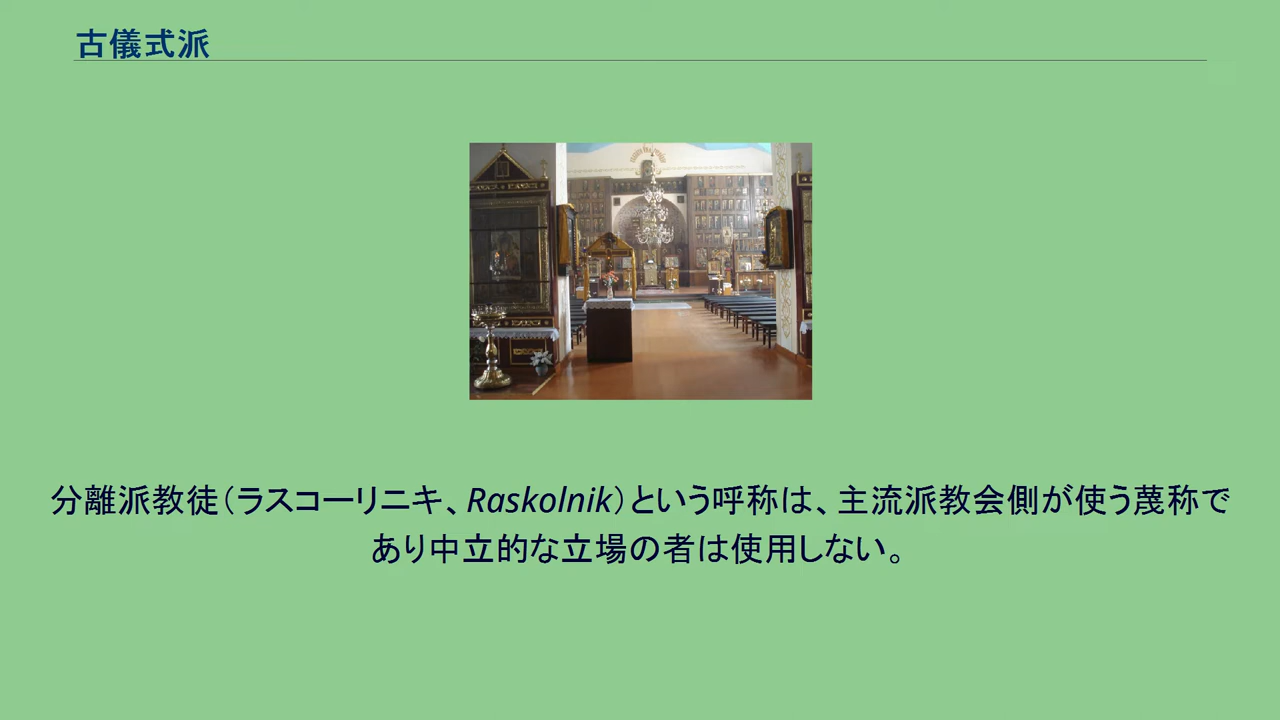 古儀式派
分離派教徒（ラスコーリニキ、Raskolnik）という呼称は、主流派教会側が使う蔑称で
あり中立的な立場の者は使用しない。